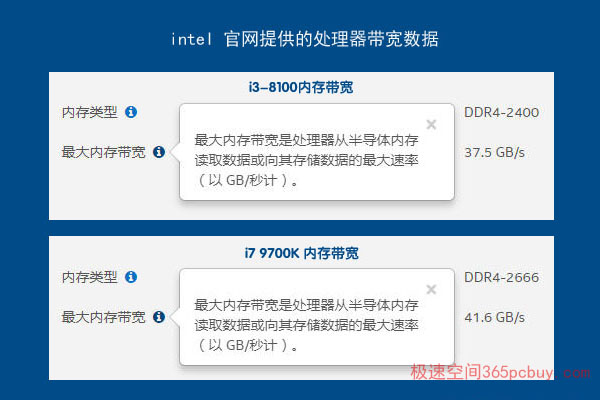 intel 官网提供的处理器带宽数据
i3-8100内存带宽
内存类型
DDR4-2400
最大内存带宽
37.5 GB/s
最大内存带宽是处理器从半导体内存
读取数据或向其存储数据的最大速率
（以 GB/秒计）。
i7 9700K 内存带宽
内存类型
DDR4-2666
最大内存带宽
41.6 GB/s
最大内存带宽是处理器从半导体内存
读取数据或向其存储数据的最大速率
（以 GB/秒计）。
极速空间365pcbuy.com